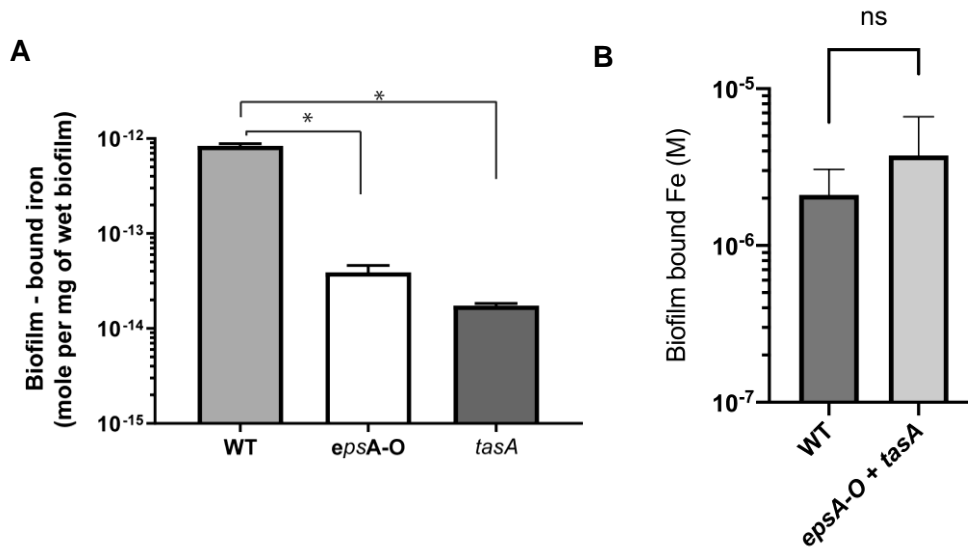 A
*
*
Biofilm - bound iron
(mole per mg of wet biofilm)
10-12
10-13
10-14
10-15
WT
epsA-O
tasA
B
ns
Biofilm bound Fe (M)
10-5
10-6
10-7
WT
epsA-O + tasA